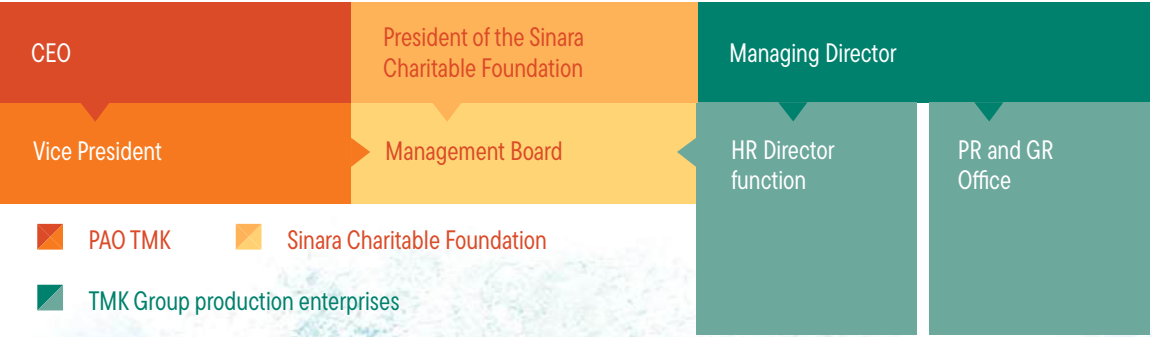 CEO
President of the Sinara
Charitable Foundation
Managing Director
Vice President
Management Board
HR Director
function
PR and GR
Office
PAO TMK
Sinara Charitable Foundation
TMK Group production enterprises